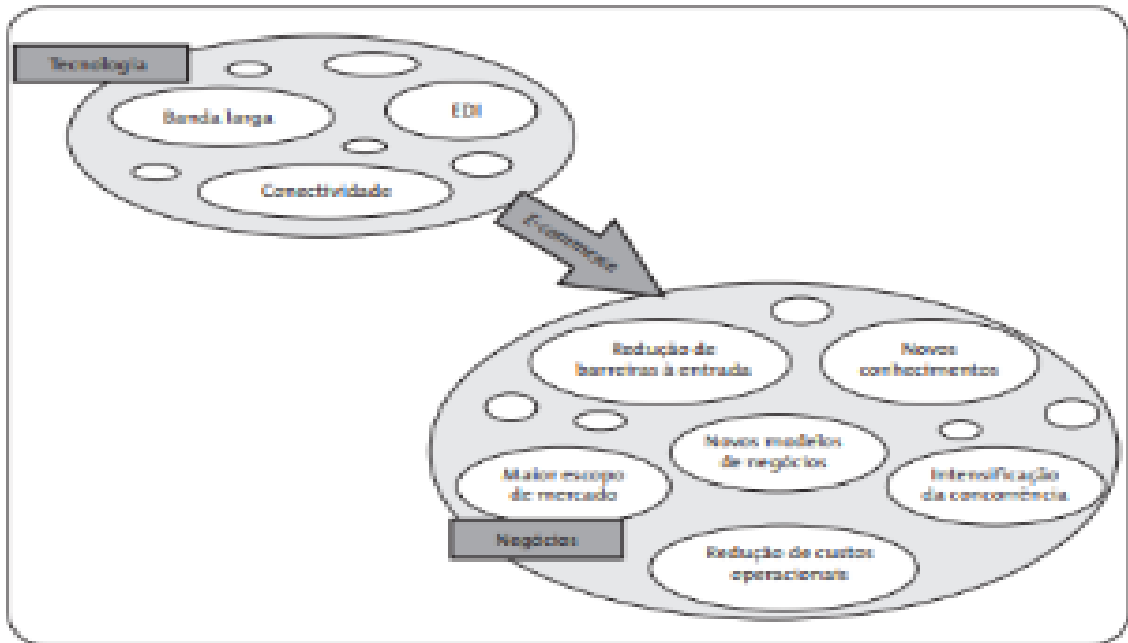 Tecnologia
Banda larga
EDI
Conectividade
E-commerce
Redução de
barreiras à entrada
Novos
conhecimentos
Novos modelos
de negócios
Maior escopo
de mercado
Intensificação
da concorrência
Negócios
Redução de custos
operacionais